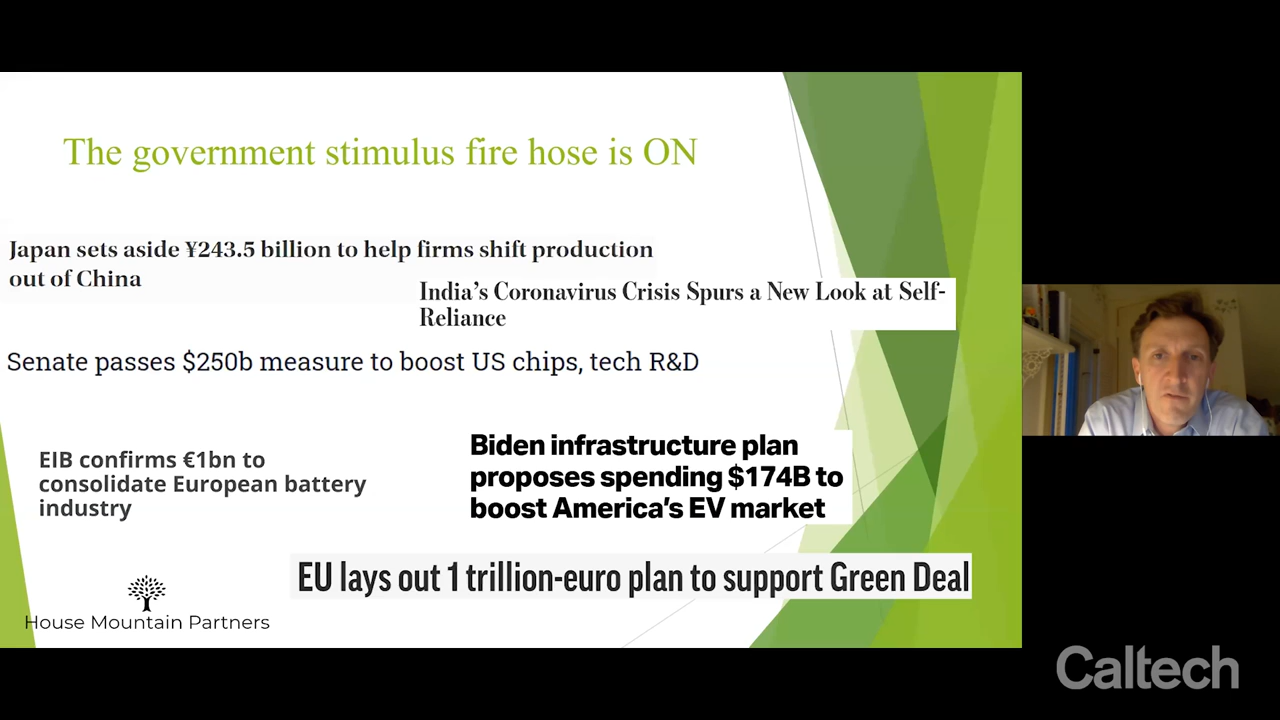 The government stimulus fire hose is ON
Japan sets aside ¥243.5 billion to help firms shift production
out of China
India’s Coronavirus Crisis Spurs a New Look at Self-
Reliance
Senate passes $250b measure to boost US chips, tech R&D
EIB confirms €1bn to
consolidate European battery
industry
Biden infrastructure plan
proposes spending $174B to
boost America’s EV market
EU lays out 1 trillion-euro plan to support Green Deal
House Mountain Partners
Caltech